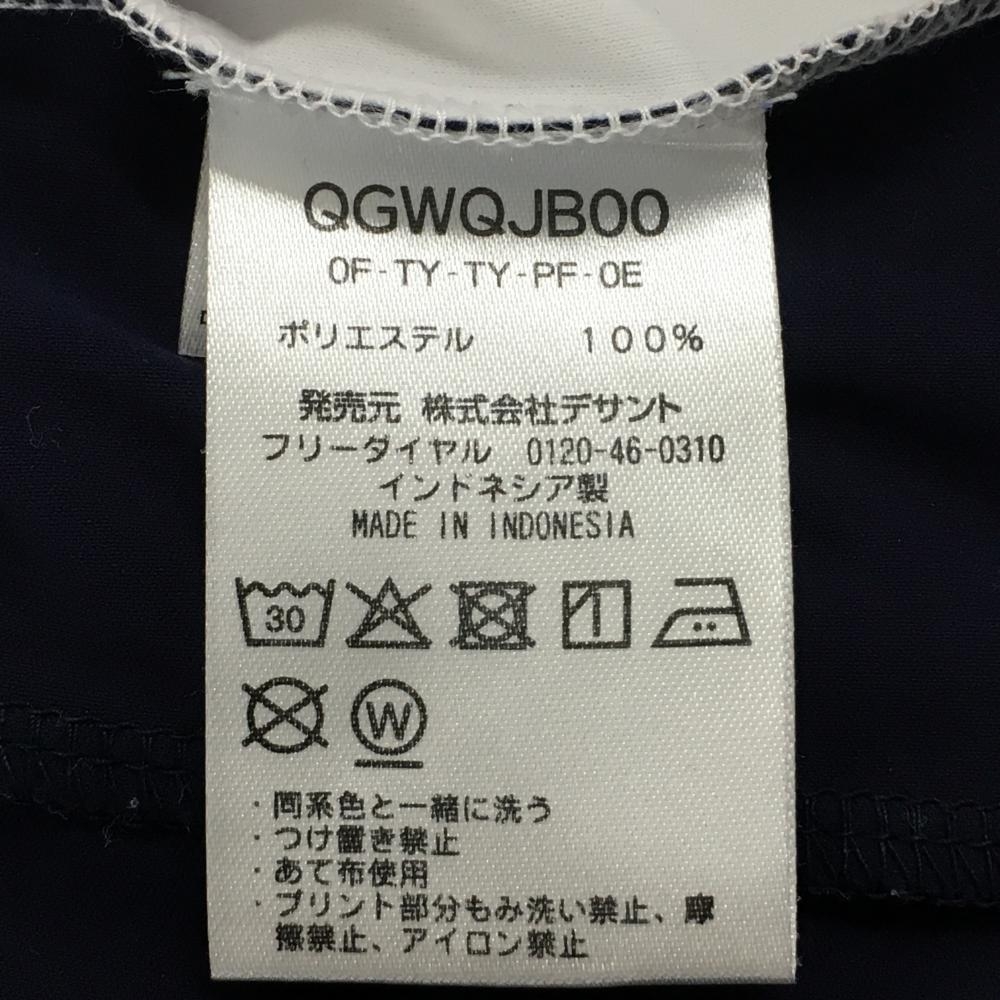 QGWQJB00
OF-TY-TY-PF-OE
ポリエステル 100%
発売元 株式会社デサント
フリーダイヤル 0120-46-0310
インドネシア製
MADE IN INDONESIA
30
W
・同系色と一緒に洗う
・つけ置き禁止
・あて布使用
・プリント部分もみ洗い禁止、摩
擦禁止、アイロン禁止